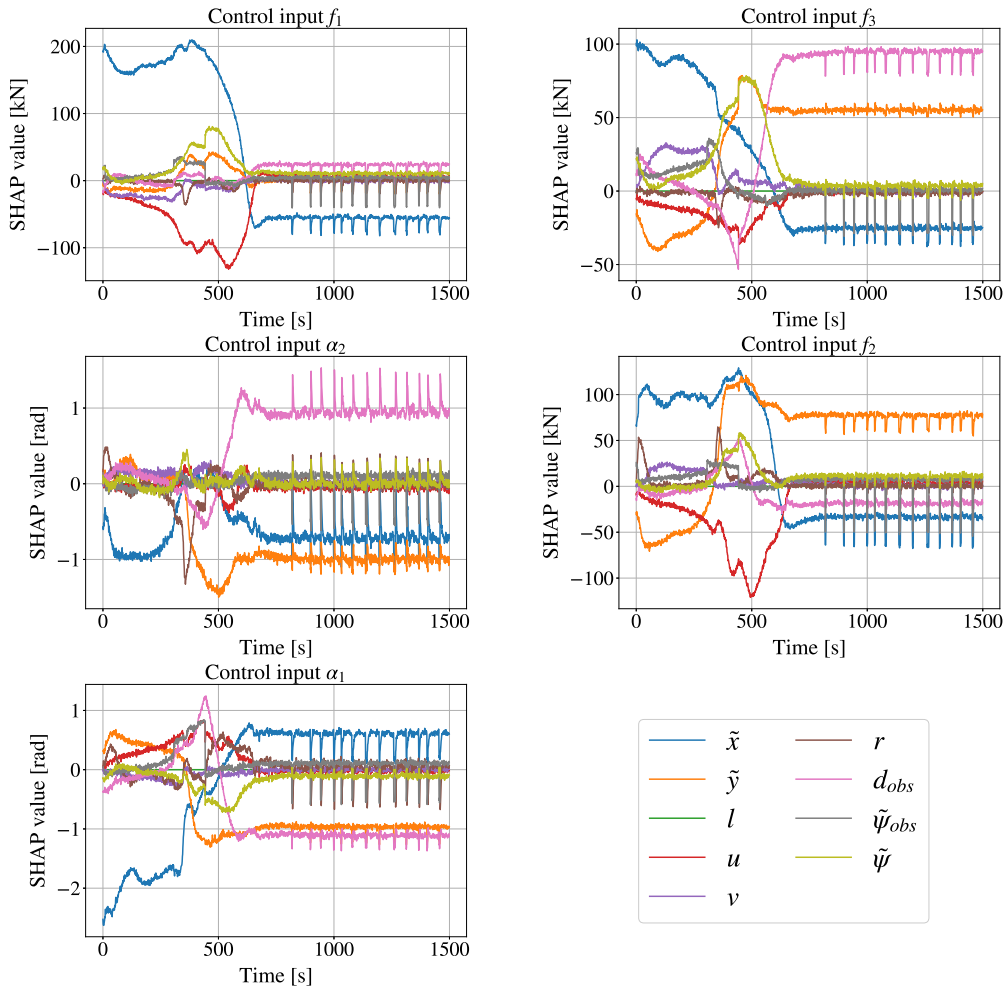 Control input f₁
SHAP value [kN]
200
100
0
−100
0
500
1000
1500
Time [s]
Control input f₃
SHAP value [kN]
100
50
0
−50
0
500
1000
1500
Time [s]
Control input α₂
SHAP value [rad]
1
0
−1
0
500
1000
1500
Time [s]
Control input f₂
SHAP value [kN]
100
50
0
−50
−100
0
500
1000
1500
Time [s]
Control input α₁
SHAP value [rad]
1
0
−1
−2
0
500
1000
1500
Time [s]
x̃
ỹ
l
u
v
r
d_obs
ψ̃_obs
ψ̃